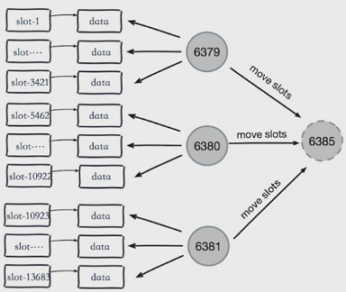 slot-1 data
slot-···· data
slot-3421 data
6379
move slots
slot-5462 data
slot-···· data
slot-10922 data
6380
move slots
6385
slot-10923 data
slot-···· data
slot-13683 data
6381
move slots